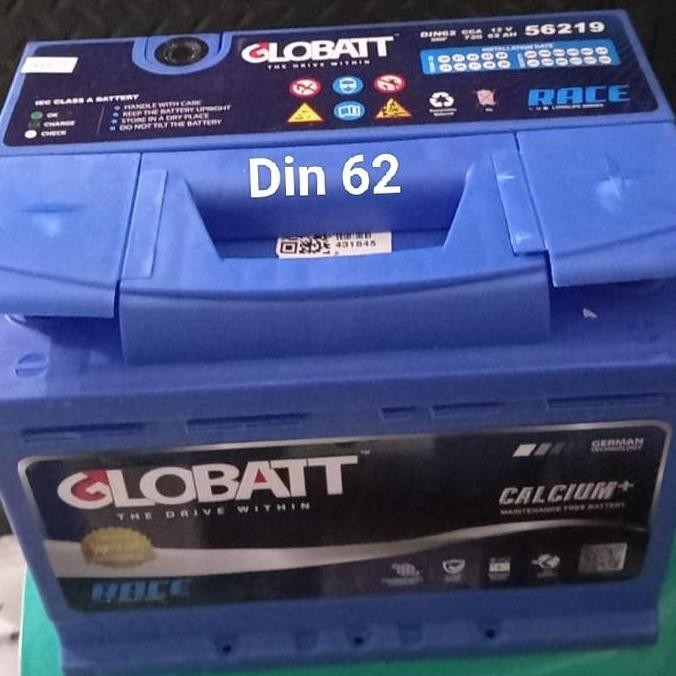 GLOBATT
THE DRIVE WITHIN
DIN62 CCA 12 V 56219
720 62 AH
INSTALLATION DATE
IEC CLASS A BATTERY
OK
CHARGE
CHECK
HANDLE WITH CARE
KEEP THE BATTERY UPRIGHT
STORE IN A DRY PLACE
DO NOT TILT THE BATTERY
RACE
Din 62
431845
GERMAN
TECHNOLOGY
GLOBATT™
THE DRIVE WITHIN
CALCIUM+
MAINTENANCE FREE BATTERY
RACE